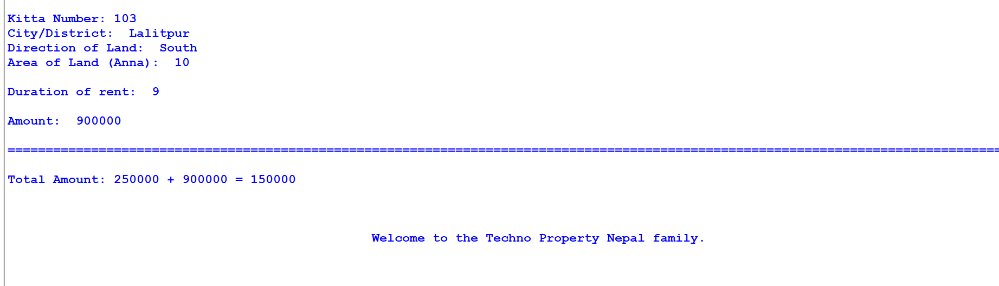 Kitta Number: 103
City/District:  Lalitpur
Direction of Land:  South
Area of Land (Anna):  10
Duration of rent:  9
Amount:  900000
===================================================================================================================================
Total Amount: 250000 + 900000 = 150000
Welcome to the Techno Property Nepal family.